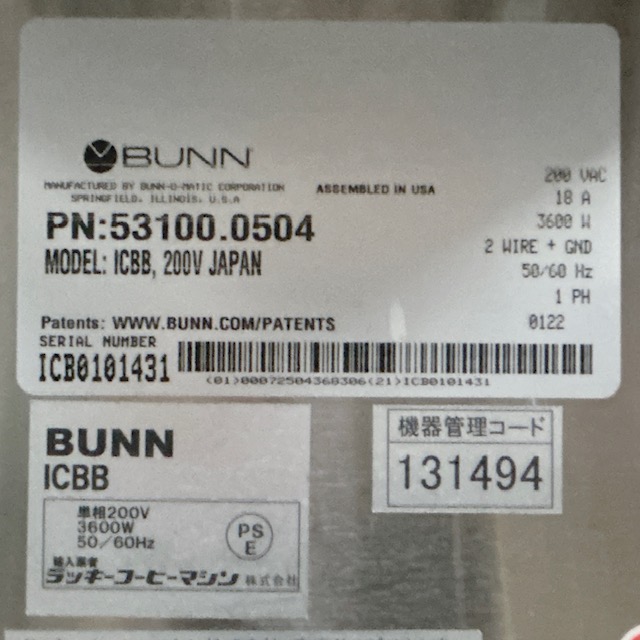 BUNN
MANUFACTURED BY BUNN-O-MATIC CORPORATION
SPRINGFIELD, ILLINOIS, U.S.A
ASSEMBLED IN USA
PN:53100.0504
MODEL: ICBB, 200V JAPAN
200 VAC
18 A
3600 W
2 WIRE + GND
50/60 Hz
1 PH
0122
Patents: WWW.BUNN.COM/PATENTS
SERIAL NUMBER
ICB0101431
(01)00072504360306(21)ICB0101431
BUNN
ICBB
単相200V
3600W
50/60Hz
PS
E
輸入業者
ラッキーコーヒーマシン 株式会社
機器管理コード
131494